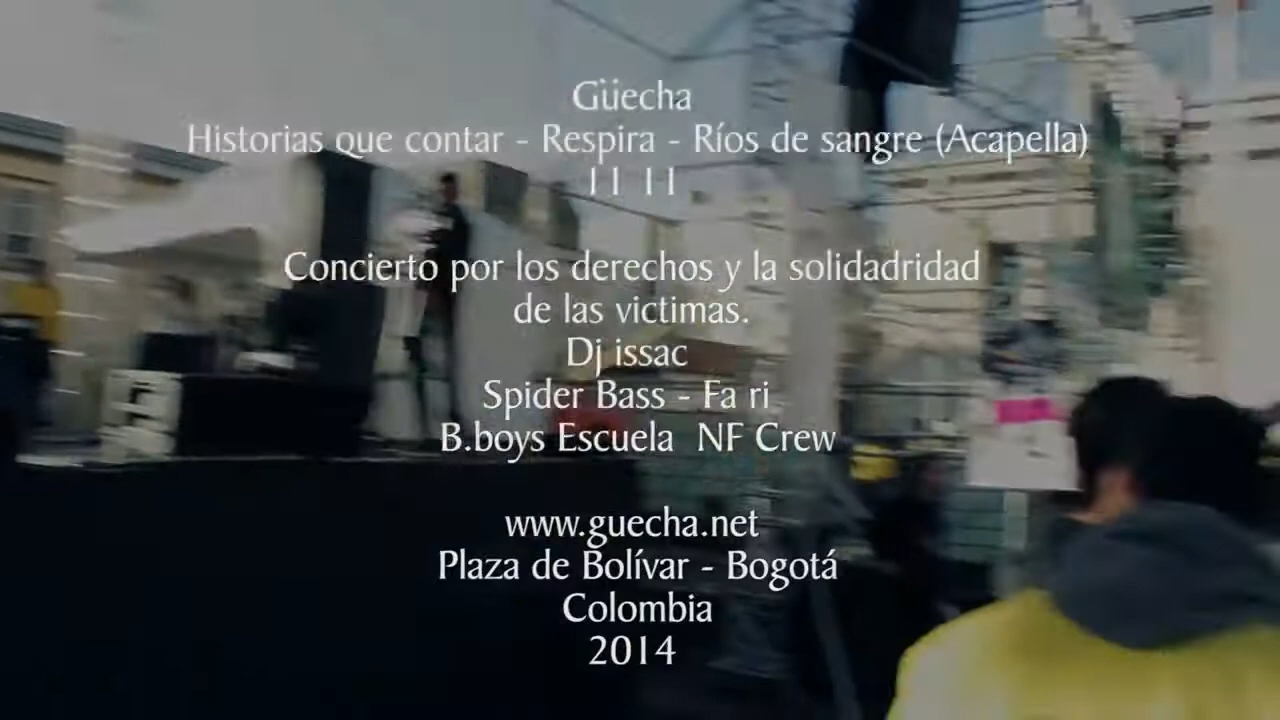 Güecha
Historias que contar - Respira - Ríos de sangre (Acapella)
11 11
Concierto por los derechos y la solidadridad
de las victimas.
Dj issac
Spider Bass - Fa ri
B.boys Escuela NF Crew
www.guecha.net
Plaza de Bolívar - Bogotá
Colombia
2014